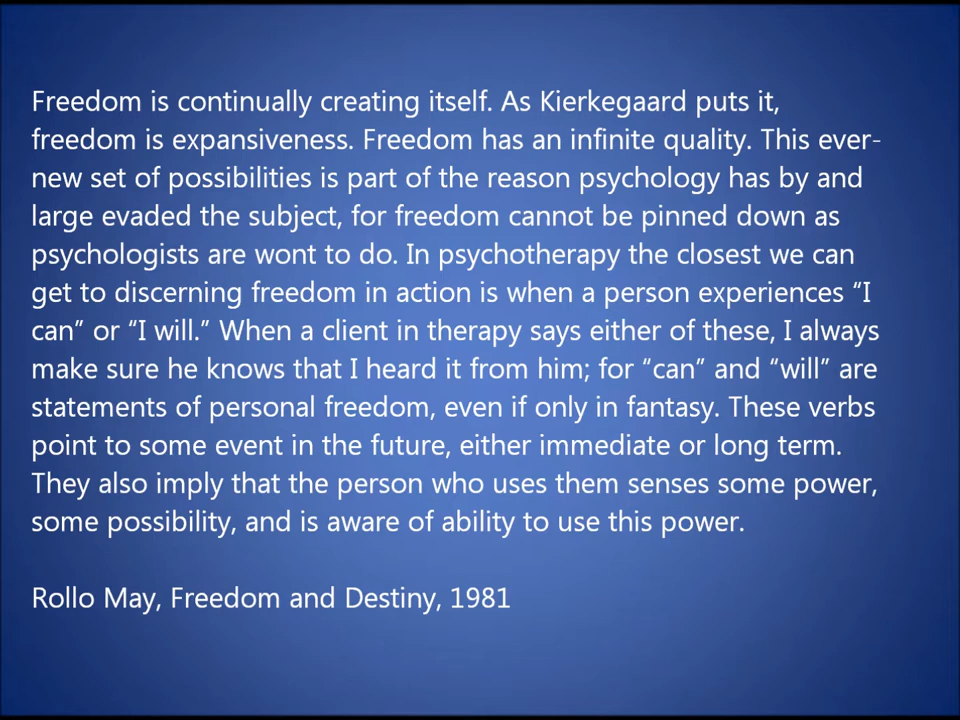 Freedom is continually creating itself. As Kierkegaard puts it,
freedom is expansiveness. Freedom has an infinite quality. This ever-
new set of possibilities is part of the reason psychology has by and
large evaded the subject, for freedom cannot be pinned down as
psychologists are wont to do. In psychotherapy the closest we can
get to discerning freedom in action is when a person experiences “I
can” or “I will.” When a client in therapy says either of these, I always
make sure he knows that I heard it from him; for “can” and “will” are
statements of personal freedom, even if only in fantasy. These verbs
point to some event in the future, either immediate or long term.
They also imply that the person who uses them senses some power,
some possibility, and is aware of ability to use this power.
Rollo May, Freedom and Destiny, 1981